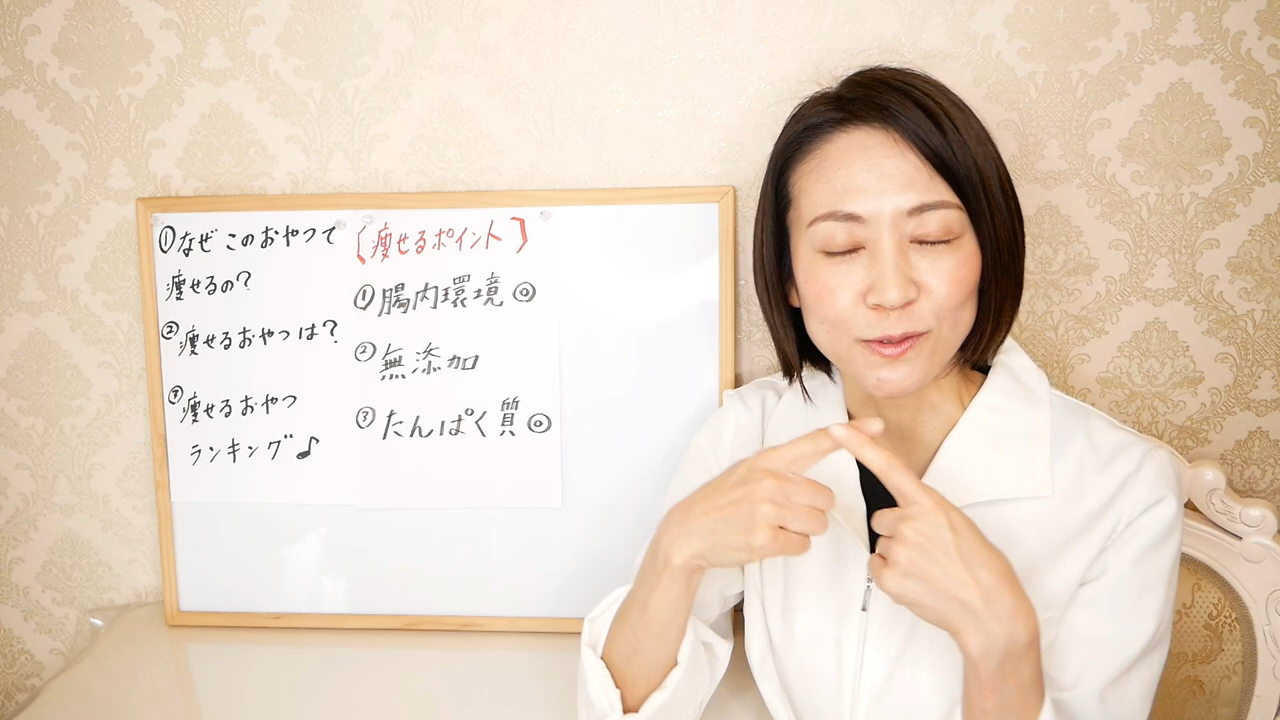 ①なぜこのおやつで
痩せるの?
②痩せるおやつは?
③痩せるおやつ
ランキング♪
〔痩せるポイント〕
①腸内環境◎
②無添加
③たんぱく質◎